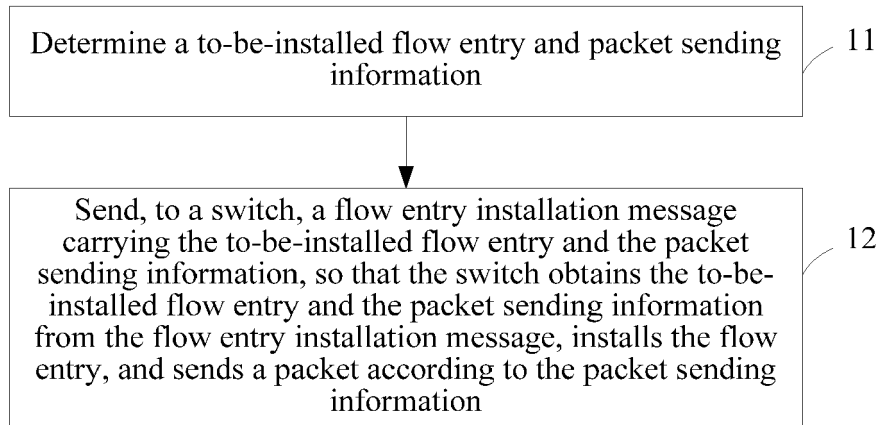 Determine a to-be-installed flow entry and packet sending
information
11
Send, to a switch, a flow entry installation message
carrying the to-be-installed flow entry and the packet
sending information, so that the switch obtains the to-be-
installed flow entry and the packet sending information
from the flow entry installation message, installs the flow
entry, and sends a packet according to the packet sending
information
12